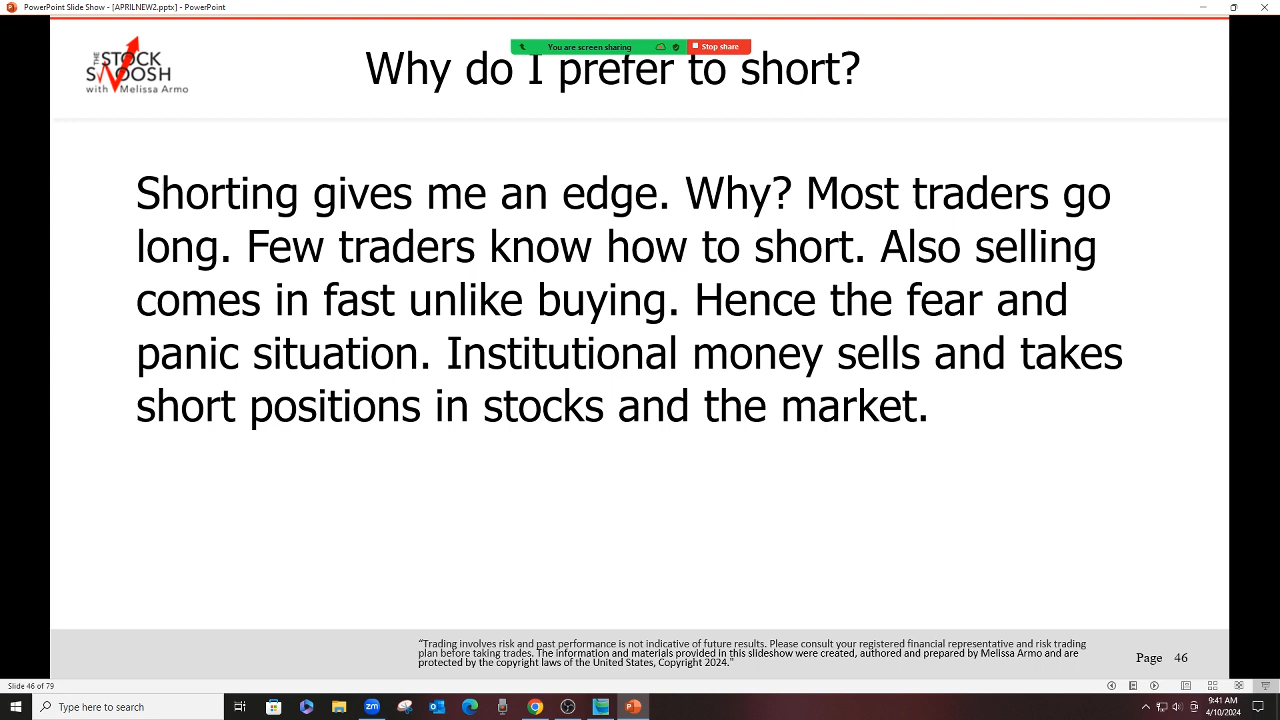 PowerPoint Slide Show - [APRILNEW2.pptx] - PowerPoint
You are screen sharing
Stop share
THE
STOCK
SWOOSH
with Melissa Armo
Why do I prefer to short?
Shorting gives me an edge. Why? Most traders go
long. Few traders know how to short. Also selling
comes in fast unlike buying. Hence the fear and
panic situation. Institutional money sells and takes
short positions in stocks and the market.
"Trading involves risk and past performance is not indicative of future results. Please consult your registered financial representative and risk trading
plan before taking trades. The information and materials provided in this slideshow were created, authored and prepared by Melissa Armo and are
protected by the copyright laws of the United States, Copyright 2024."
Page 46
Slide 46 of 79
Type here to search
9:41 AM
4/10/2024